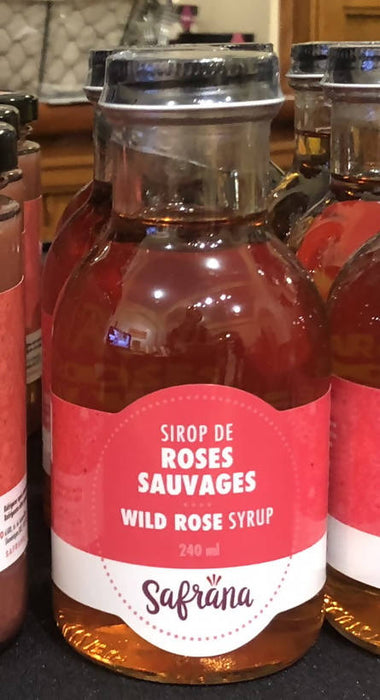 SIROP DE
ROSES
SAUVAGES
WILD ROSE SYRUP
240 ml
Safrana